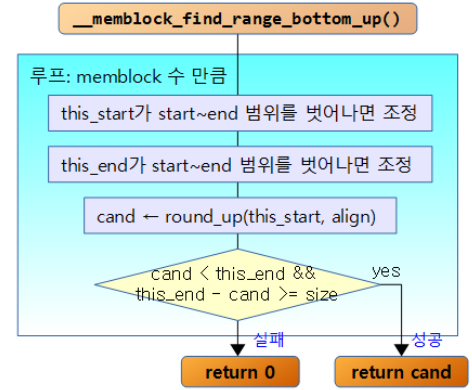 __memblock_find_range_bottom_up()
루프: memblock 수 만큼
this_start가 start~end 범위를 벗어나면 조정
this_end가 start~end 범위를 벗어나면 조정
cand ← round_up(this_start, align)
cand < this_end &&
this_end - cand >= size
yes
실패
성공
return 0
return cand